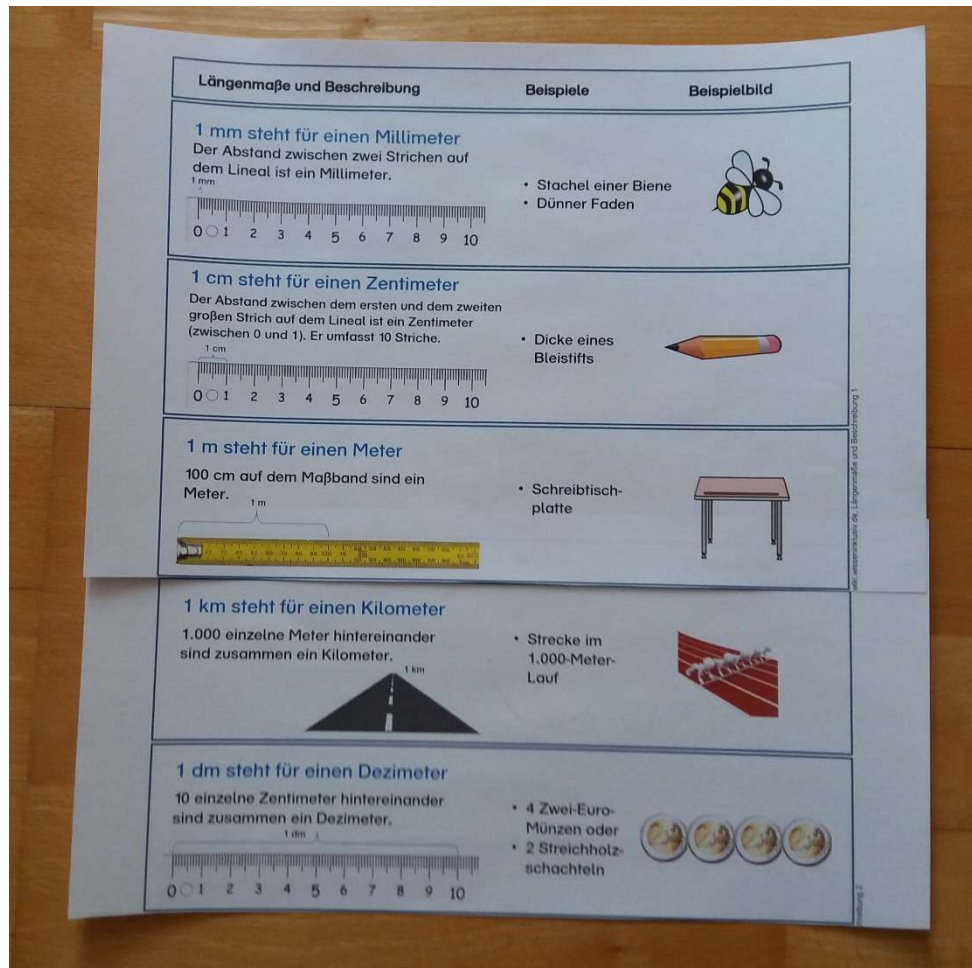 Längenmaße und Beschreibung Beispiele Beispielbild
1 mm steht für einen Millimeter
Der Abstand zwischen zwei Strichen auf
dem Lineal ist ein Millimeter.
1 mm
• Stachel einer Biene
• Dünner Faden
0 1 2 3 4 5 6 7 8 9 10
1 cm steht für einen Zentimeter
Der Abstand zwischen dem ersten und dem zweiten
großen Strich auf dem Lineal ist ein Zentimeter
(zwischen 0 und 1). Er umfasst 10 Striche.
1 cm
• Dicke eines
Bleistifts
0 1 2 3 4 5 6 7 8 9 10
1 m steht für einen Meter
100 cm auf dem Maßband sind ein
Meter.
1 m
• Schreibtisch-
platte
wiki.wesseninklusiv.de, Längenmaße und Beschreibung 1
1 km steht für einen Kilometer
1.000 einzelne Meter hintereinander
sind zusammen ein Kilometer.
1 km
• Strecke im
1.000-Meter-
Lauf
1 dm steht für einen Dezimeter
10 einzelne Zentimeter hintereinander
sind zusammen ein Dezimeter.
1 dm
• 4 Zwei-Euro-
Münzen oder
• 2 Streichholz-
schachteln
0 1 2 3 4 5 6 7 8 9 10